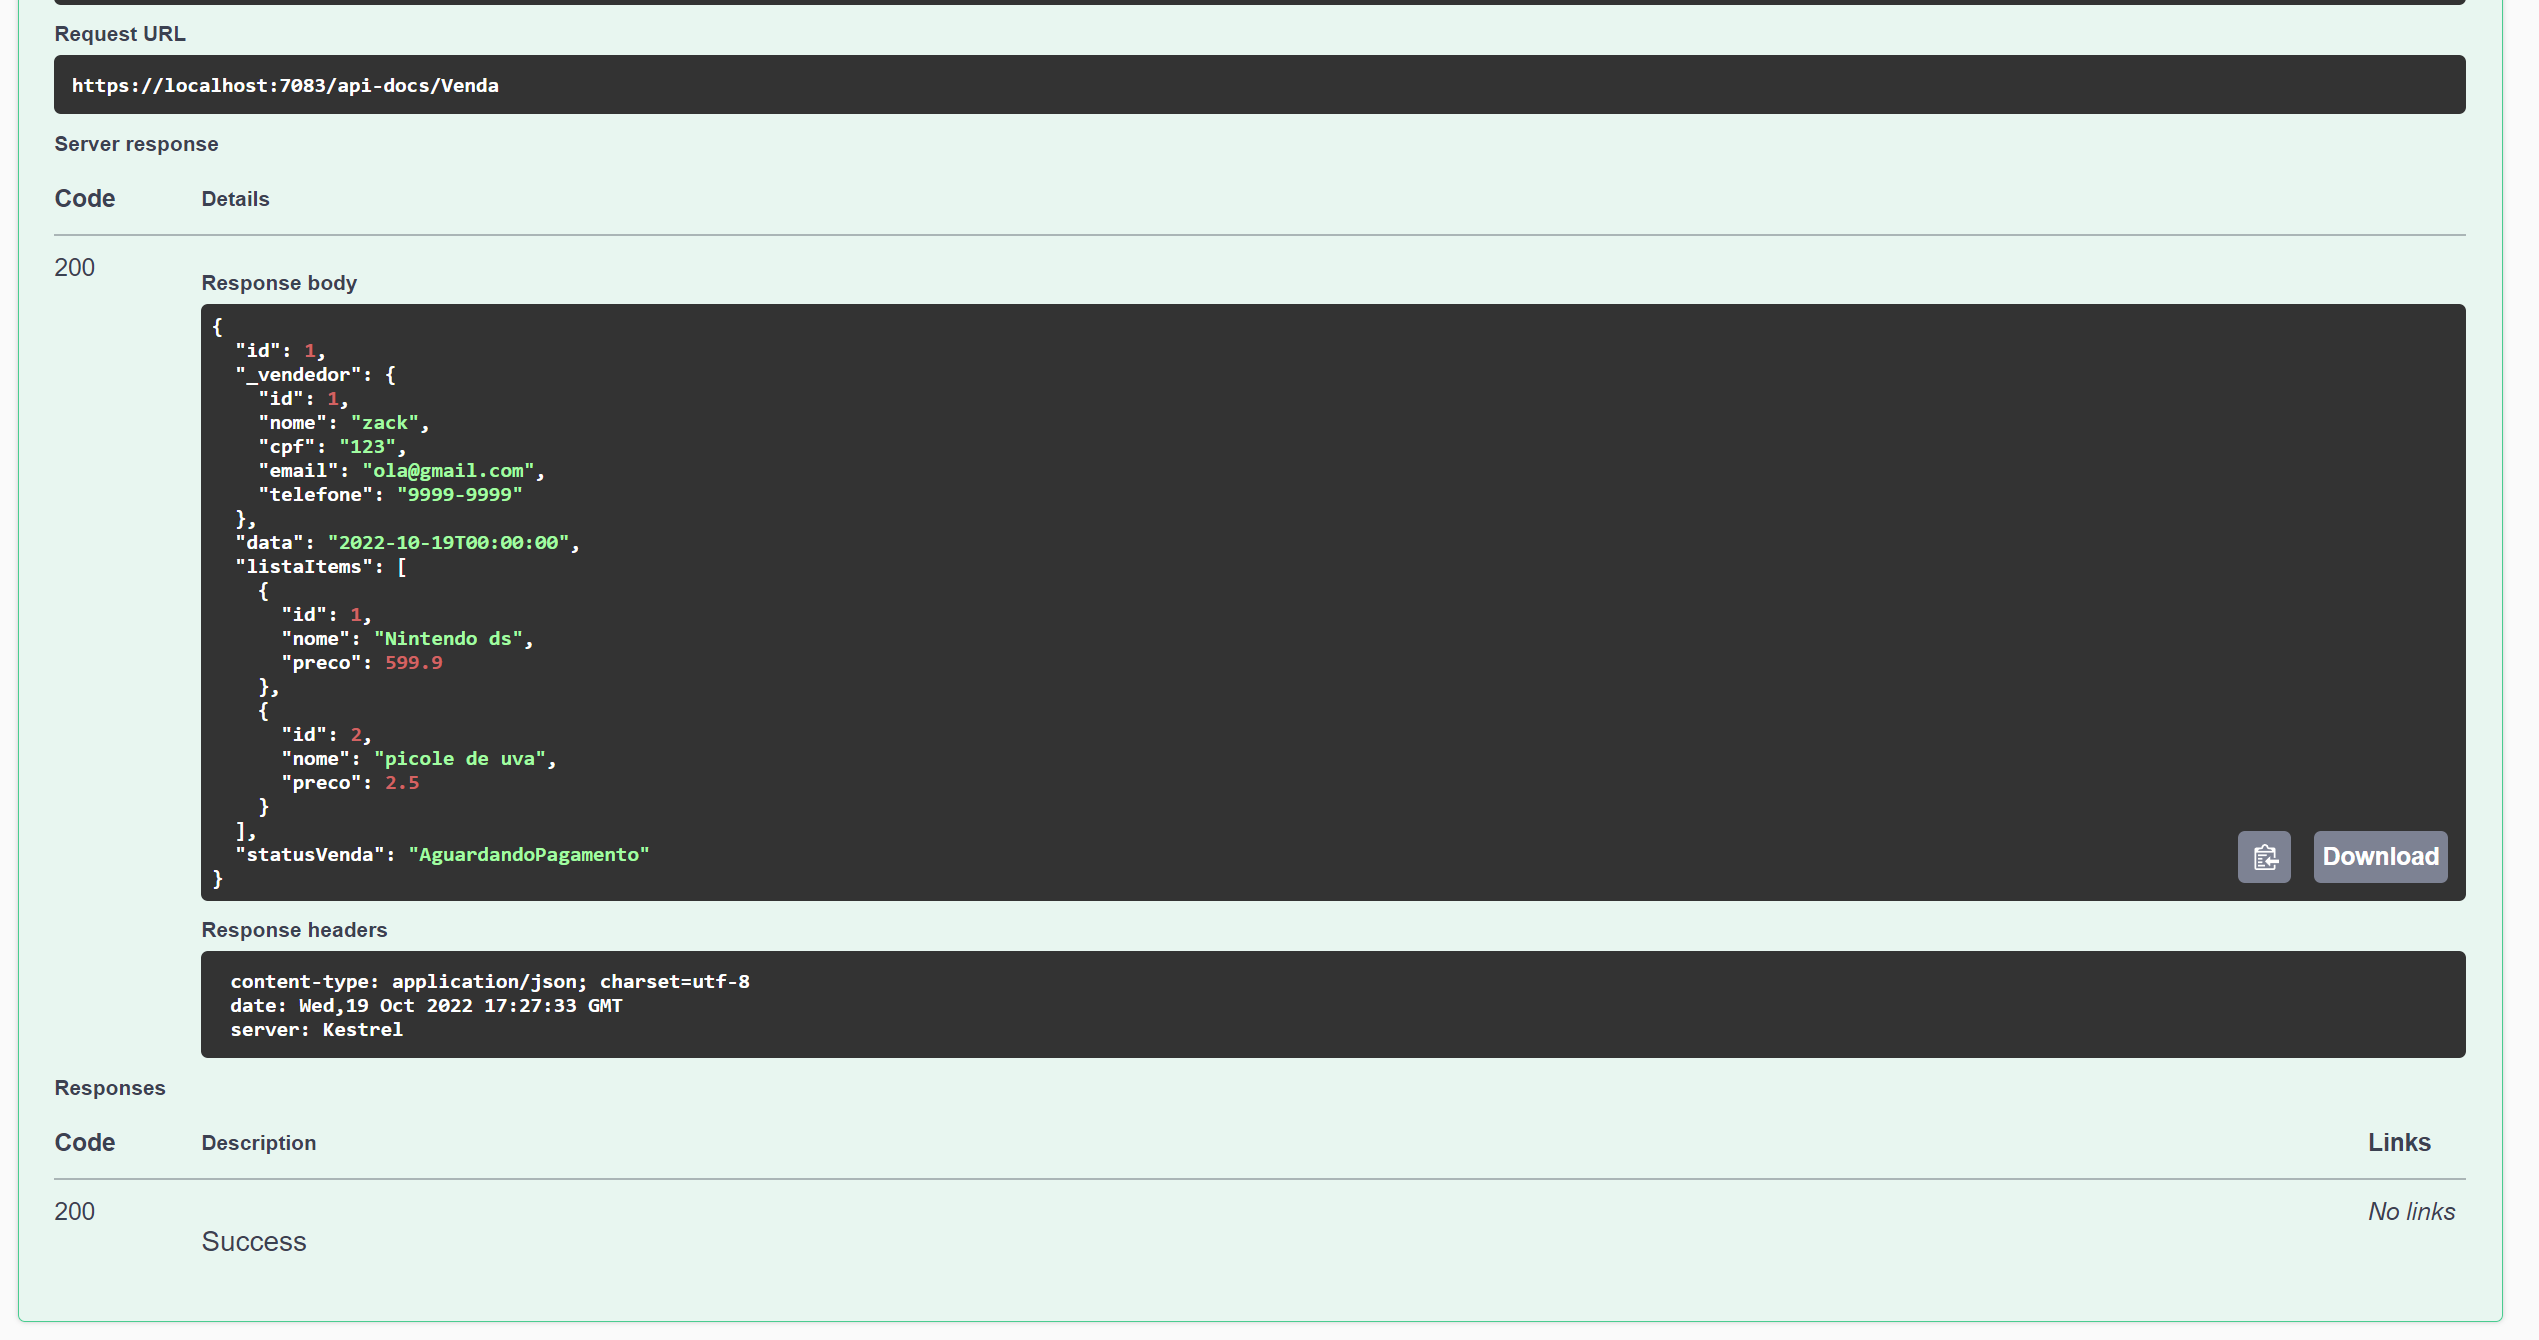 Request URL
https://localhost:7083/api-docs/Venda
Server response
Code Details
200
Response body
{
  "id": 1,
  "_vendedor": {
    "id": 1,
    "nome": "zack",
    "cpf": "123",
    "email": "ola@gmail.com",
    "telefone": "9999-9999"
  },
  "data": "2022-10-19T00:00:00",
  "listaItems": [
    {
      "id": 1,
      "nome": "Nintendo ds",
      "preco": 599.9
    },
    {
      "id": 2,
      "nome": "picole de uva",
      "preco": 2.5
    }
  ],
  "statusVenda": "AguardandoPagamento"
}
Download
Response headers
content-type: application/json; charset=utf-8
date: Wed,19 Oct 2022 17:27:33 GMT
server: Kestrel
Responses
Code Description Links
200 No links
Success